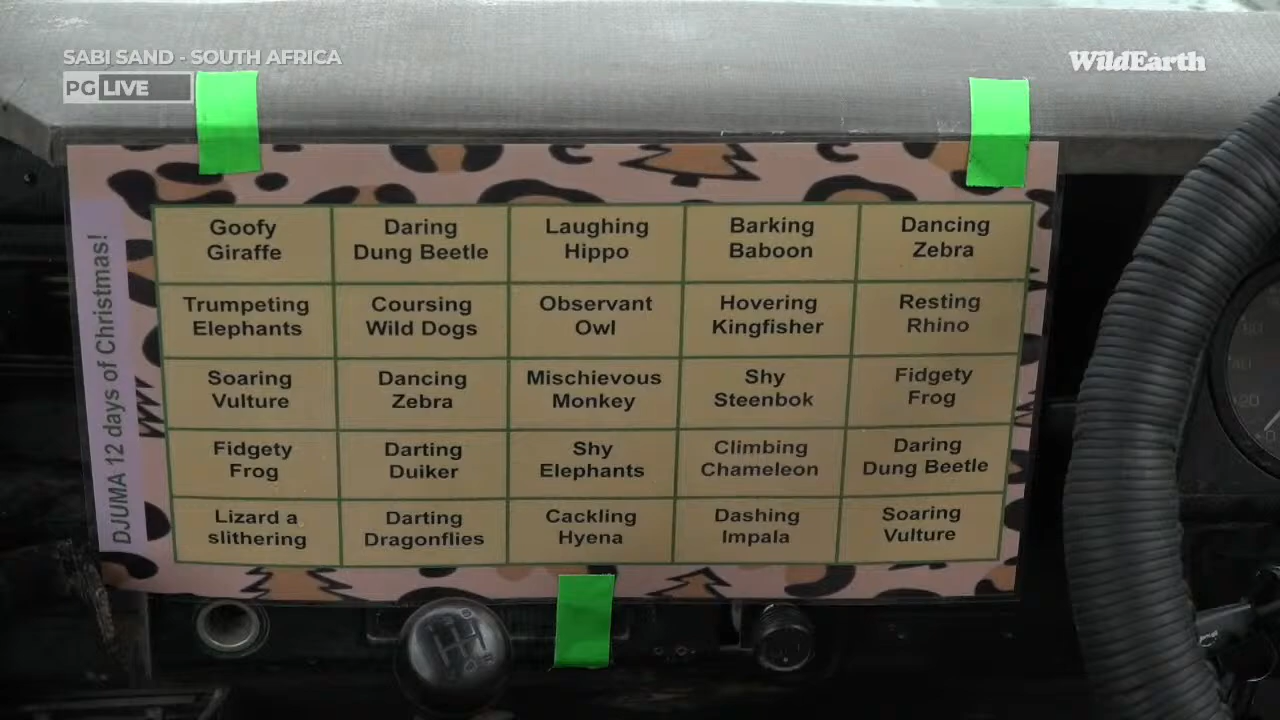 SABI SAND - SOUTH AFRICA
PG LIVE
WildEarth
DJUMA 12 days of Christmas!
Goofy
Giraffe
Daring
Dung Beetle
Laughing
Hippo
Barking
Baboon
Dancing
Zebra
Trumpeting
Elephants
Coursing
Wild Dogs
Observant
Owl
Hovering
Kingfisher
Resting
Rhino
Soaring
Vulture
Dancing
Zebra
Mischievous
Monkey
Shy
Steenbok
Fidgety
Frog
Fidgety
Frog
Darting
Duiker
Shy
Elephants
Climbing
Chameleon
Daring
Dung Beetle
Lizard a
slithering
Darting
Dragonflies
Cackling
Hyena
Dashing
Impala
Soaring
Vulture